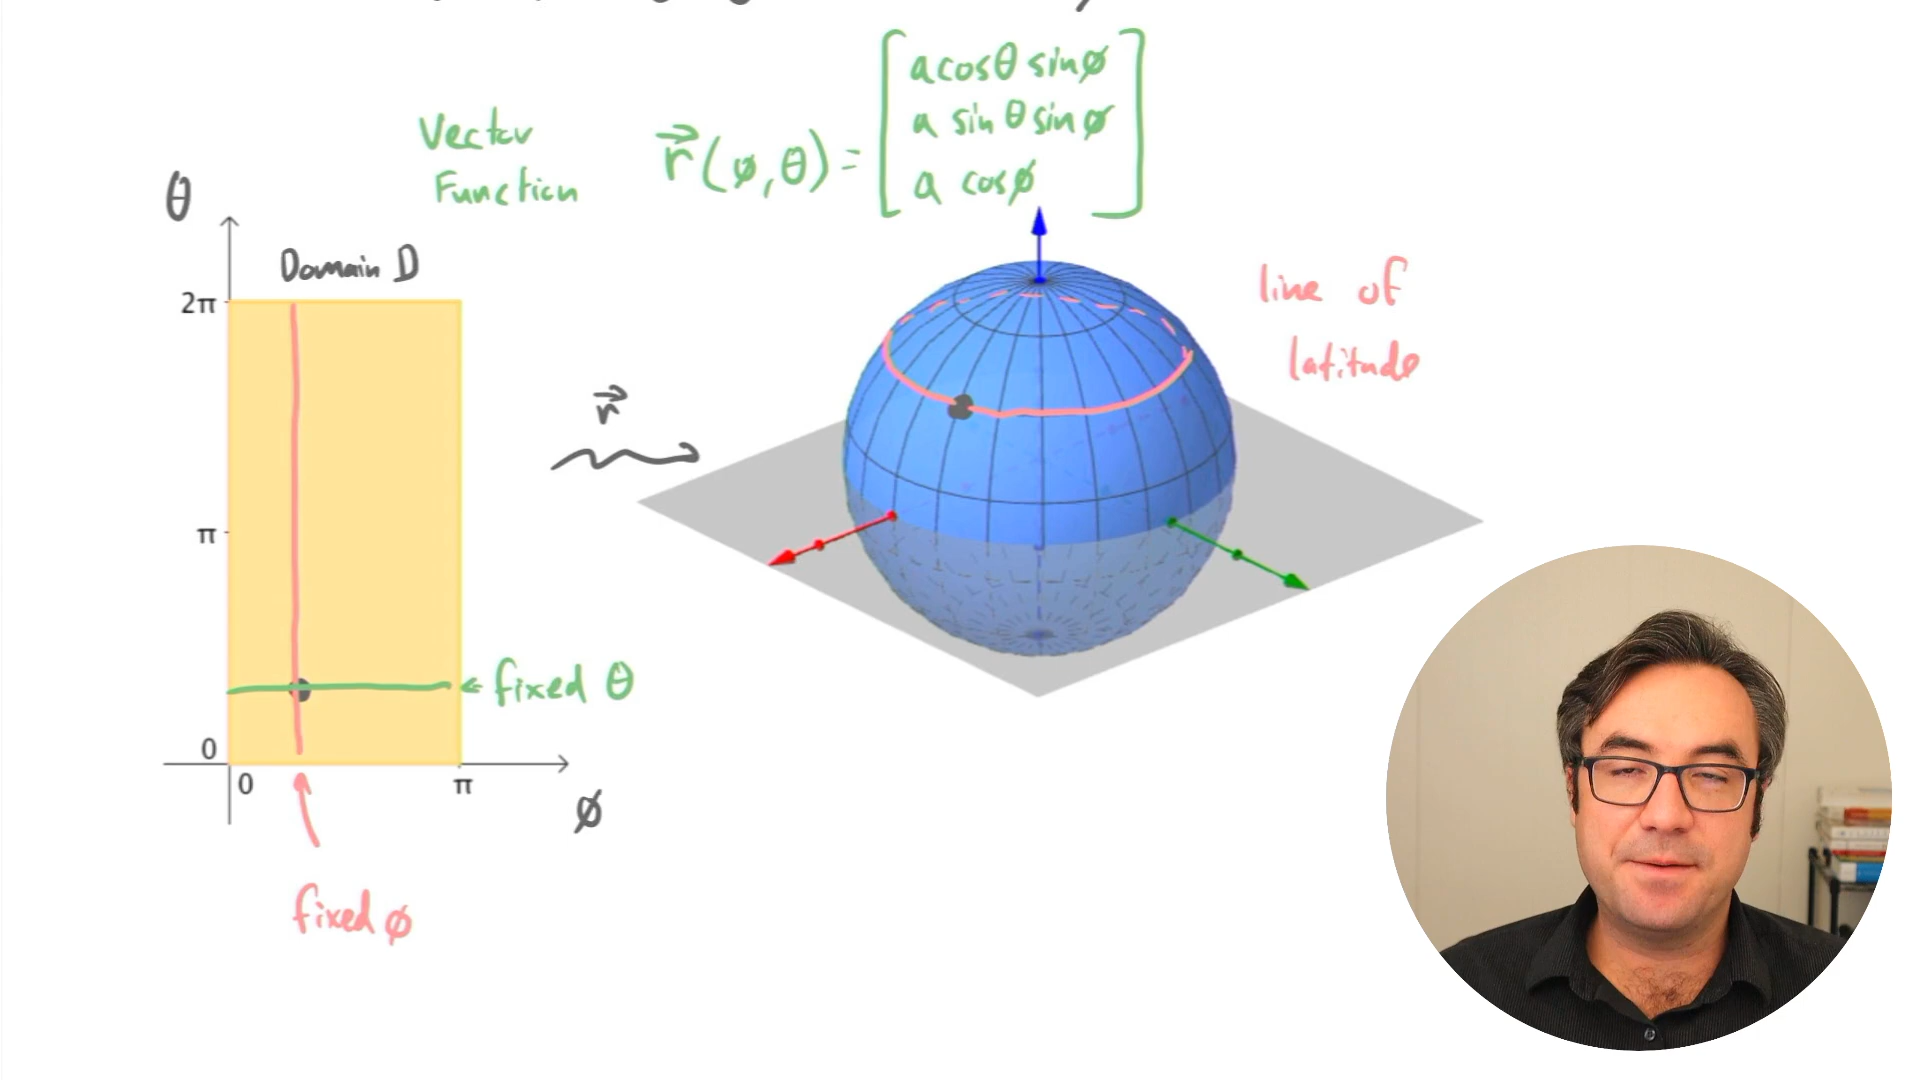 Vector
Function
r⃗(φ,θ) = [a cosθ sinφ
a sinθ sinφ
a cosφ]
θ
Domain D
2π
π
0
0
π
φ
r⃗
line of
latitude
← fixed θ
fixed φ